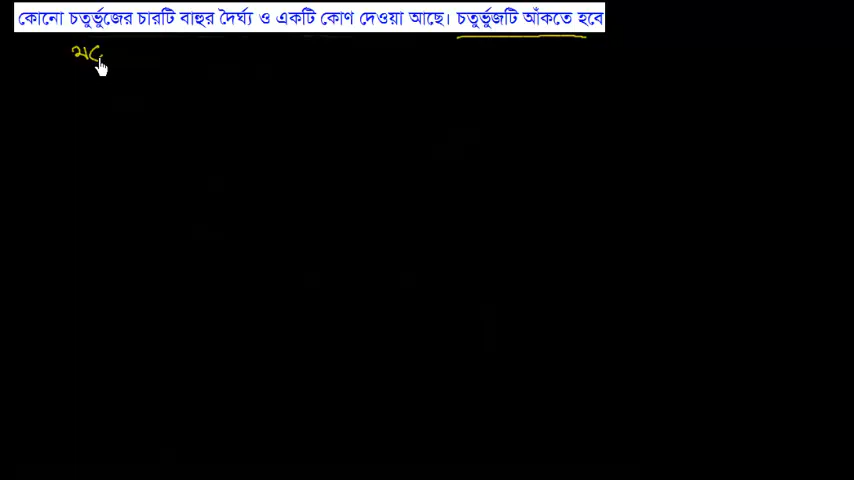 কোনো চতুর্ভুজের চারটি বাহুর দৈর্ঘ্য ও একটি কোণ দেওয়া আছে। চতুর্ভুজটি আঁকতে হবে